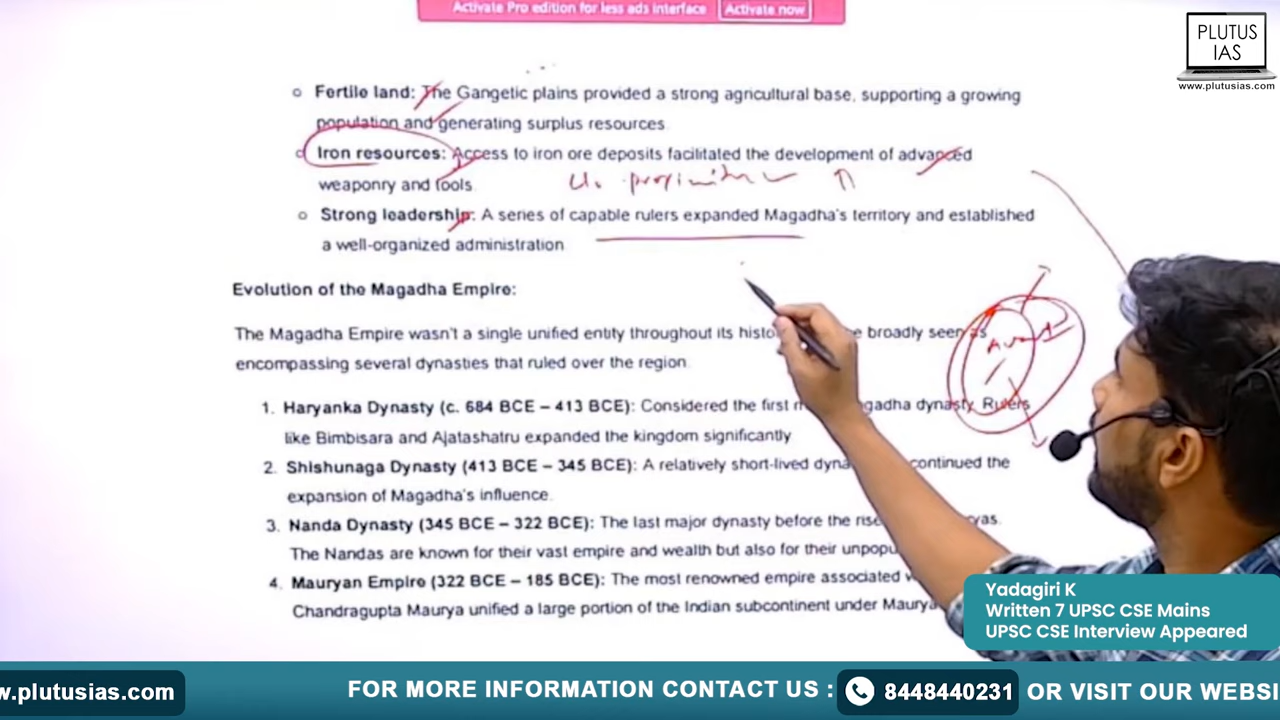 Activate Pro edition for less ads interface Activate now
PLUTUS
IAS
www.plutusias.com
Fertile land: The Gangetic plains provided a strong agricultural base, supporting a growing
population and generating surplus resources
Iron resources: Access to iron ore deposits facilitated the development of advanced
weaponry and tools
Strong leadership: A series of capable rulers expanded Magadha's territory and established
a well-organized administration
Evolution of the Magadha Empire:
The Magadha Empire wasn't a single unified entity throughout its broadly seen as
encompassing several dynasties that ruled over the region.
1. Haryanka Dynasty (c. 684 BCE – 413 BCE): Considered the first dynasty. Rulers
like Bimbisara and Ajatashatru expanded the kingdom significantly
2. Shishunaga Dynasty (413 BCE – 345 BCE): A relatively short-lived continued the
expansion of Magadha's influence.
3. Nanda Dynasty (345 BCE – 322 BCE): The last major dynasty before the
The Nandas are known for their vast empire and wealth but also for their
4. Mauryan Empire (322 BCE – 185 BCE): The most renowned empire associated
Chandragupta Maurya unified a large portion of the Indian subcontinent under
Yadagiri K
Written 7 UPSC CSE Mains
UPSC CSE Interview Appeared
w.plutusias.com FOR MORE INFORMATION CONTACT US : 8448440231 OR VISIT OUR WEBSI